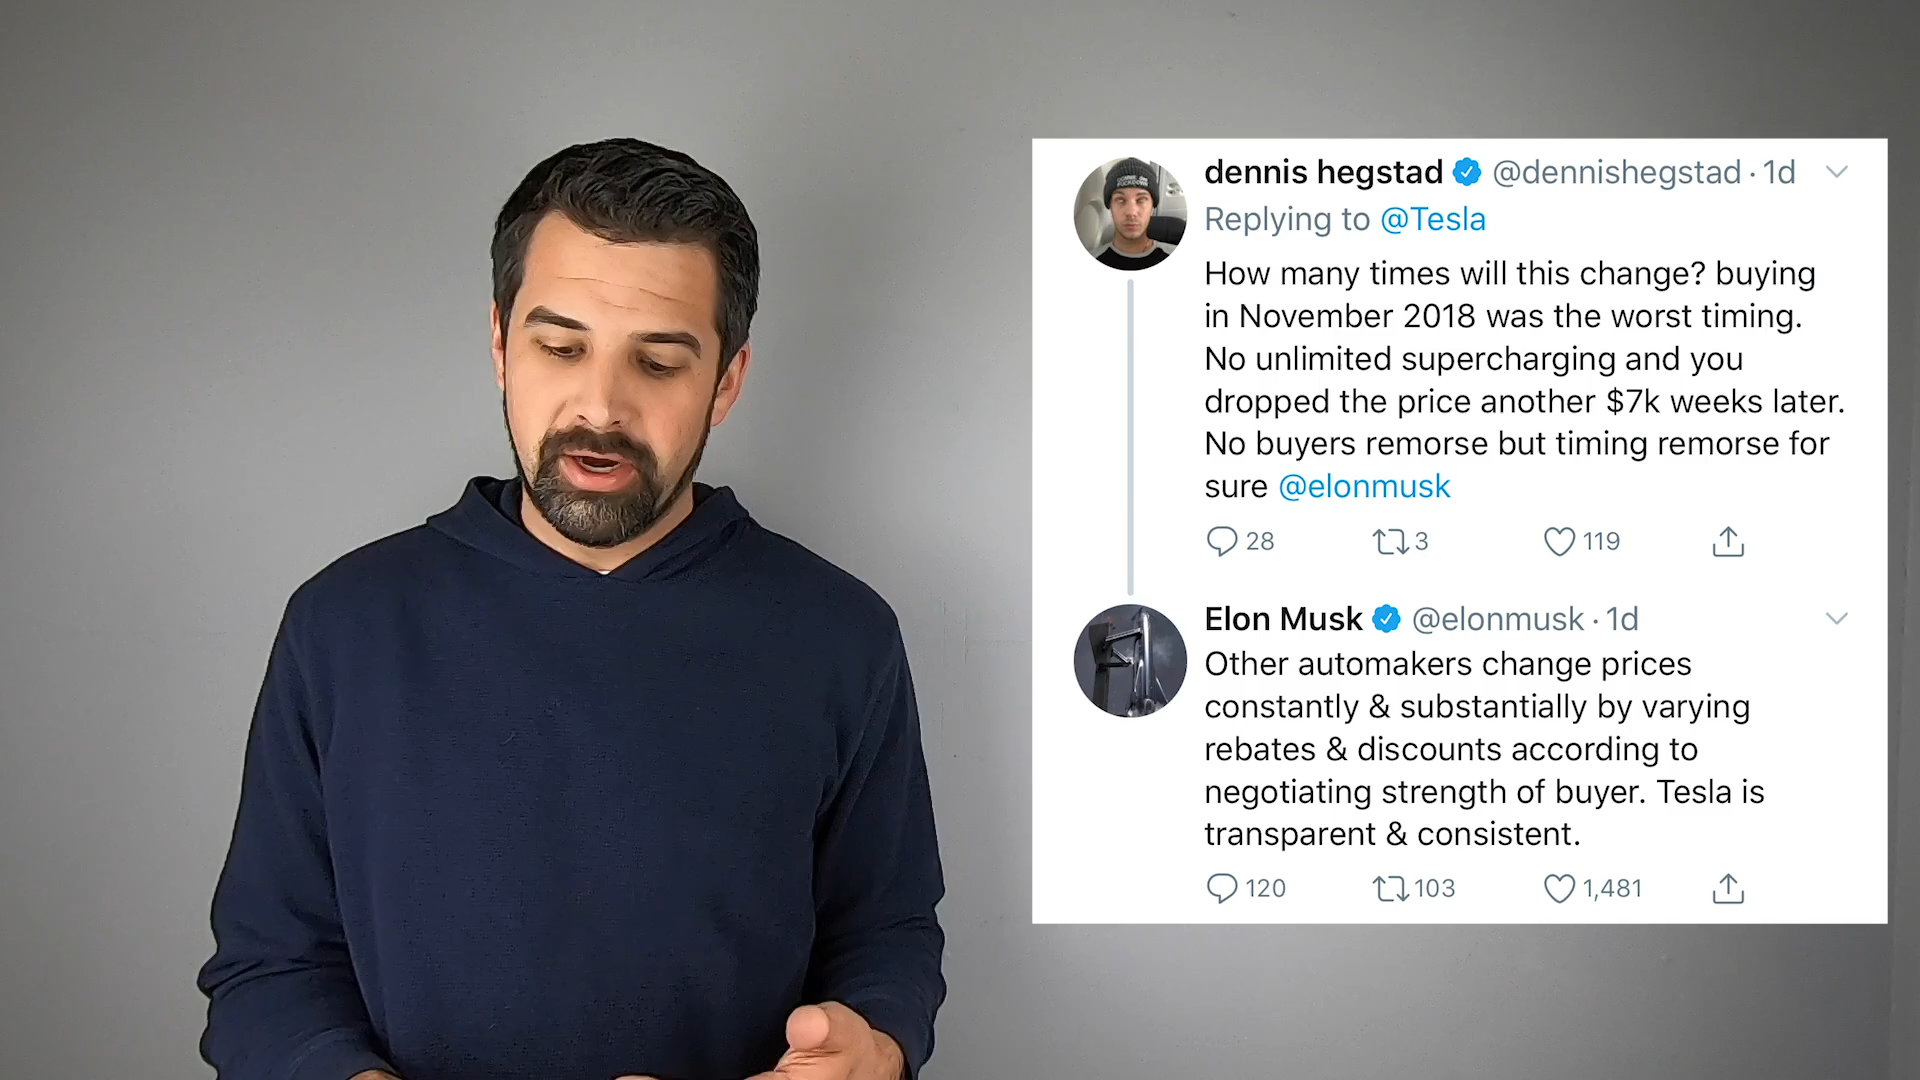 dennis hegstad @dennishegstad · 1d
Replying to @Tesla
How many times will this change? buying
in November 2018 was the worst timing.
No unlimited supercharging and you
dropped the price another $7k weeks later.
No buyers remorse but timing remorse for
sure @elonmusk
28 3 119
Elon Musk @elonmusk · 1d
Other automakers change prices
constantly & substantially by varying
rebates & discounts according to
negotiating strength of buyer. Tesla is
transparent & consistent.
120 103 1,481